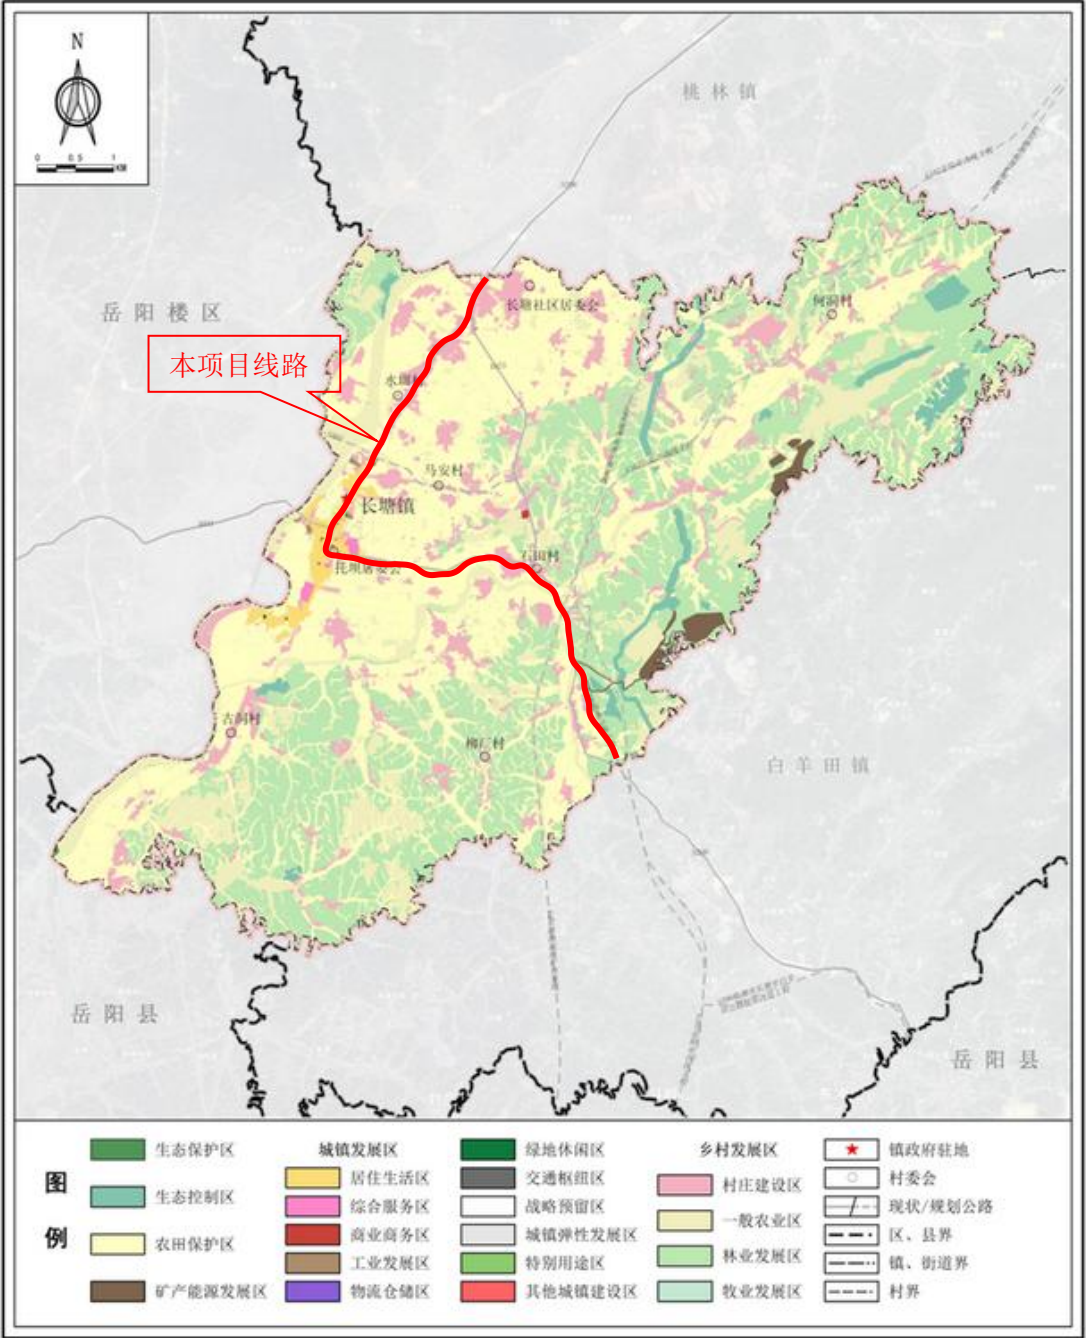 N
0 0.5 1
KM
桃林镇
岳阳楼区
长塘社区居委会
何洞村
本项目线路
马安村
长塘镇
石田村
托坝居委会
古洞村
柳厂村
白羊田镇
岳阳县
岳阳县
图例
生态保护区
生态控制区
农田保护区
矿产能源发展区
城镇发展区
居住生活区
综合服务区
商业商务区
工业发展区
物流仓储区
绿地休闲区
交通枢纽区
战略预留区
城镇弹性发展区
特别用途区
其他城镇建设区
乡村发展区
村庄建设区
一般农业区
林业发展区
牧业发展区
镇政府驻地
村委会
现状/规划公路
区、县界
镇、街道界
村界